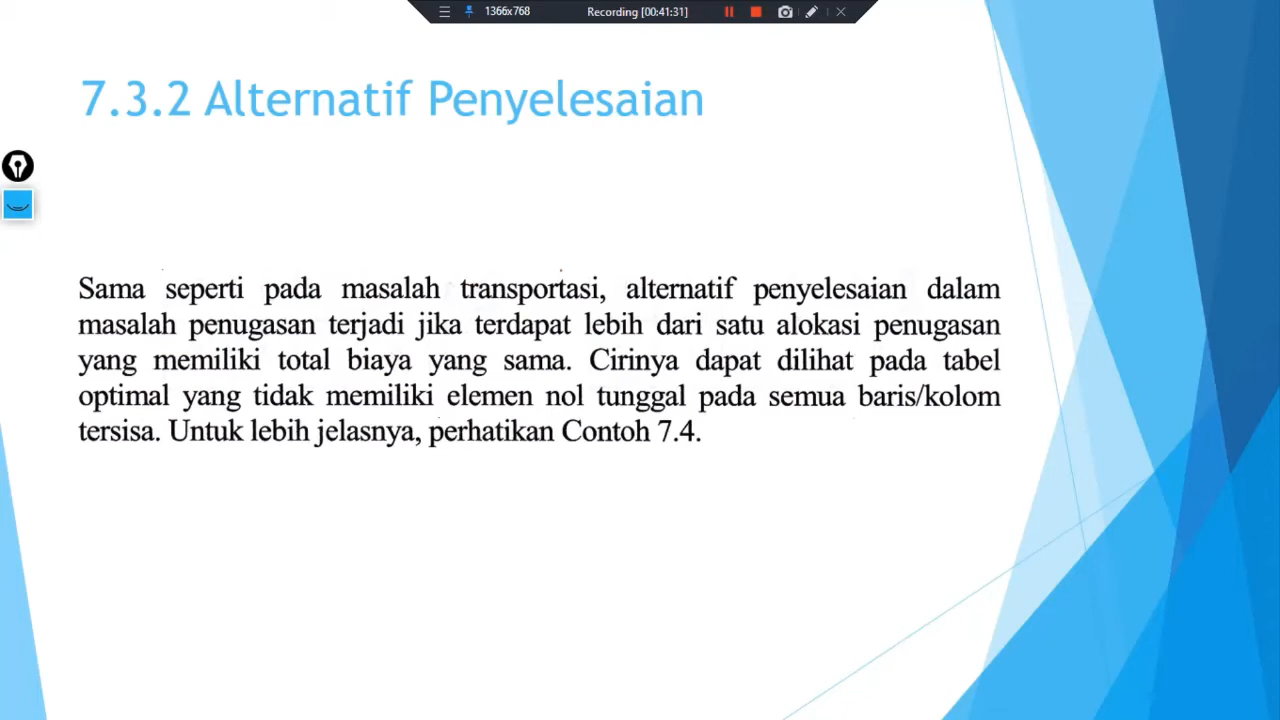 1366x768
Recording [00:41:31]
7.3.2 Alternatif Penyelesaian
Sama seperti pada masalah transportasi, alternatif penyelesaian dalam
masalah penugasan terjadi jika terdapat lebih dari satu alokasi penugasan
yang memiliki total biaya yang sama. Cirinya dapat dilihat pada tabel
optimal yang tidak memiliki elemen nol tunggal pada semua baris/kolom
tersisa. Untuk lebih jelasnya, perhatikan Contoh 7.4.